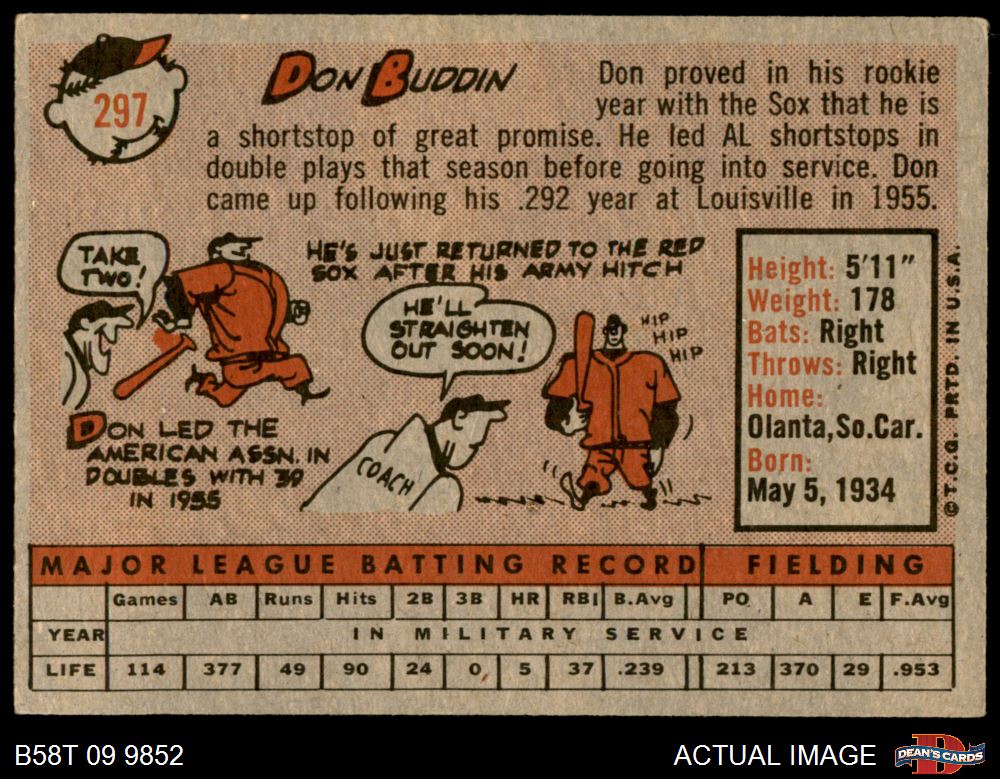 297
DON BUDDIN
Don proved in his rookie
year with the Sox that he is
a shortstop of great promise. He led AL shortstops in
double plays that season before going into service. Don
came up following his .292 year at Louisville in 1955.
TAKE
TWO!
DON LED THE
AMERICAN ASSN. IN
DOUBLES WITH 39
IN 1955
HE'S JUST RETURNED TO THE RED
SOX AFTER HIS ARMY HITCH
HE'LL
STRAIGHTEN
OUT SOON!
HIP
HIP
HIP
COACH
Height: 5'11"
Weight: 178
Bats: Right
Throws: Right
Home:
Olanta, So. Car.
Born:
May 5, 1934
© T.C.G. PRTD. IN U.S.A.
MAJOR LEAGUE BATTING RECORD FIELDING
Games AB Runs Hits 2B 3B HR RBI B.Avg PO A E F.Avg
YEAR IN MILITARY SERVICE
LIFE 114 377 49 90 24 0 5 37 .239 213 370 29 .953
B58T 09 9852
ACTUAL IMAGE
DEAN'S CARDS